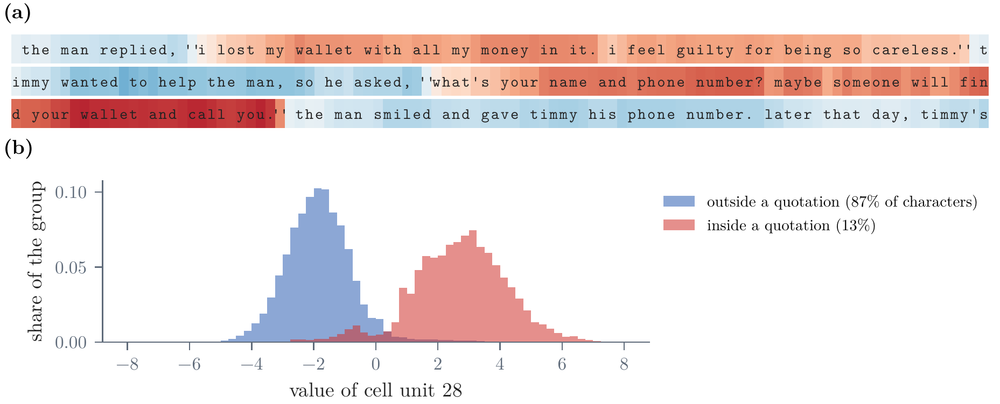 (a)
the man replied, ''i lost my wallet with all my money in it. i feel guilty for being so careless.'' t
immy wanted to help the man, so he asked, ''what's your name and phone number? maybe someone will fin
d your wallet and call you.'' the man smiled and gave timmy his phone number. later that day, timmy's
(b)
share of the group
0.10
0.05
0.00
−8 −6 −4 −2 0 2 4 6 8
value of cell unit 28
outside a quotation (87% of characters)
inside a quotation (13%)